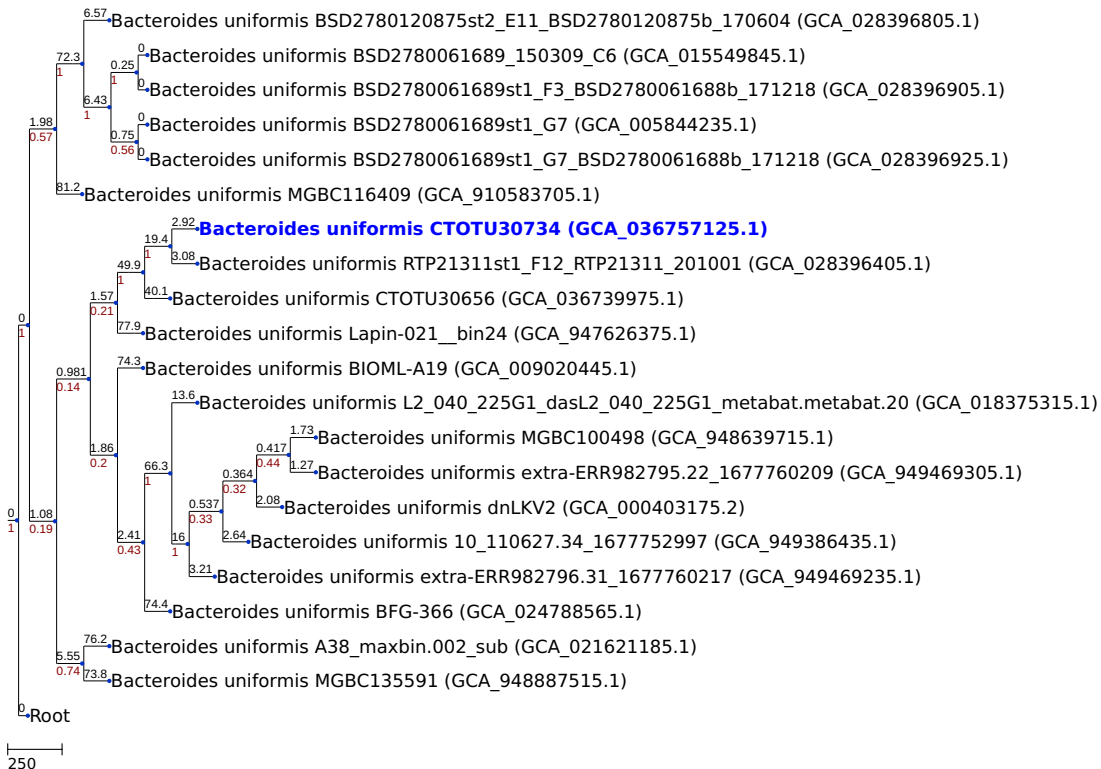 6.57 Bacteroides uniformis BSD2780120875st2_E11_BSD2780120875b_170604 (GCA_028396805.1)
72.3
1
0 Bacteroides uniformis BSD2780061689_150309_C6 (GCA_015549845.1)
0.25
1
0 Bacteroides uniformis BSD2780061689st1_F3_BSD2780061688b_171218 (GCA_028396905.1)
6.43
1
0 Bacteroides uniformis BSD2780061689st1_G7 (GCA_005844235.1)
1.98
0.57
0.75
0.56
0 Bacteroides uniformis BSD2780061689st1_G7_BSD2780061688b_171218 (GCA_028396925.1)
81.2 Bacteroides uniformis MGBC116409 (GCA_910583705.1)
2.92 Bacteroides uniformis CTOTU30734 (GCA_036757125.1)
19.4
1
3.08 Bacteroides uniformis RTP21311st1_F12_RTP21311_201001 (GCA_028396405.1)
49.9
1
40.1 Bacteroides uniformis CTOTU30656 (GCA_036739975.1)
1.57
0.21
0
1
77.9 Bacteroides uniformis Lapin-021__bin24 (GCA_947626375.1)
74.3 Bacteroides uniformis BIOML-A19 (GCA_009020445.1)
0.981
0.14
13.6 Bacteroides uniformis L2_040_225G1_dasL2_040_225G1_metabat.metabat.20 (GCA_018375315.1)
1.73 Bacteroides uniformis MGBC100498 (GCA_948639715.1)
1.86
0.2
0.417
0.44
1.27 Bacteroides uniformis extra-ERR982795.22_1677760209 (GCA_949469305.1)
66.3
1
0.364
0.32
2.08 Bacteroides uniformis dnLKV2 (GCA_000403175.2)
0.537
0.33
0
1
1.08
0.19
2.64 Bacteroides uniformis 10_110627.34_1677752997 (GCA_949386435.1)
2.41
0.43
16
1
3.21 Bacteroides uniformis extra-ERR982796.31_1677760217 (GCA_949469235.1)
74.4 Bacteroides uniformis BFG-366 (GCA_024788565.1)
76.2 Bacteroides uniformis A38_maxbin.002_sub (GCA_021621185.1)
5.55
0.74
73.8 Bacteroides uniformis MGBC135591 (GCA_948887515.1)
0 Root
250